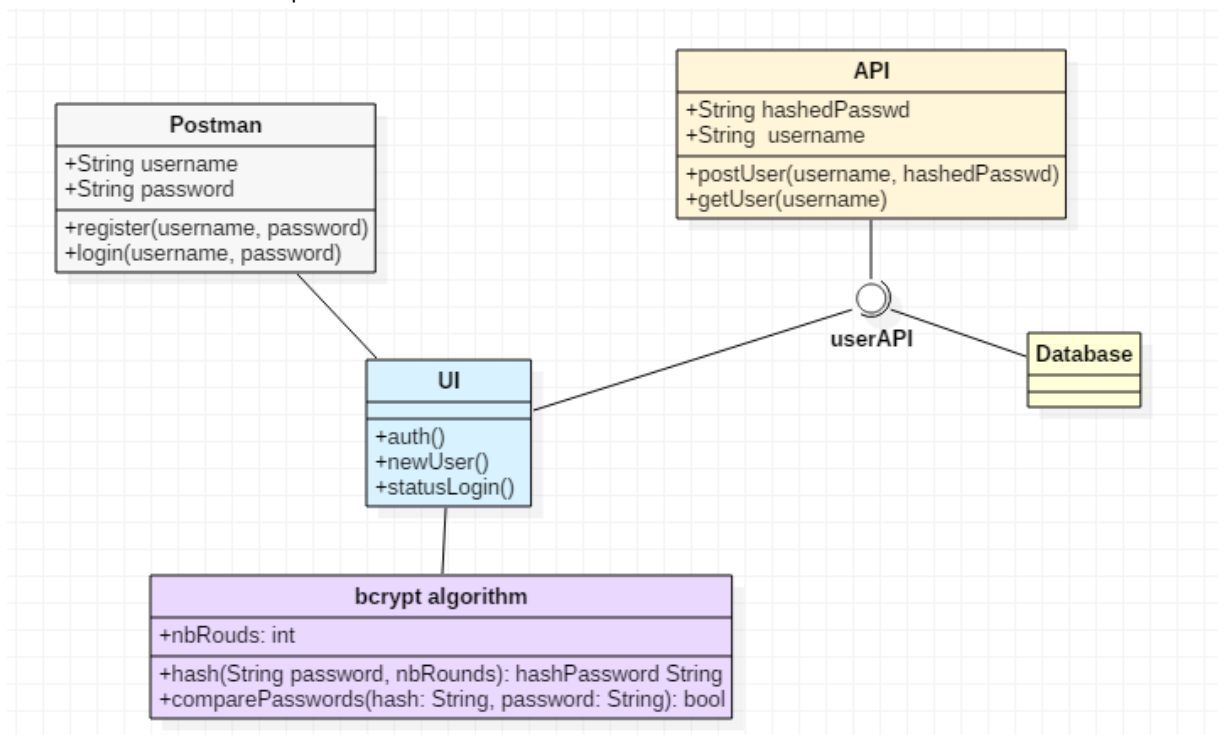 Postman
+String username
+String password
+register(username, password)
+login(username, password)
API
+String hashedPasswd
+String  username
+postUser(username, hashedPasswd)
+getUser(username)
userAPI
Database
UI
+auth()
+newUser()
+statusLogin()
bcrypt algorithm
+nbRouds: int
+hash(String password, nbRounds): hashPassword String
+comparePasswords(hash: String, password: String): bool